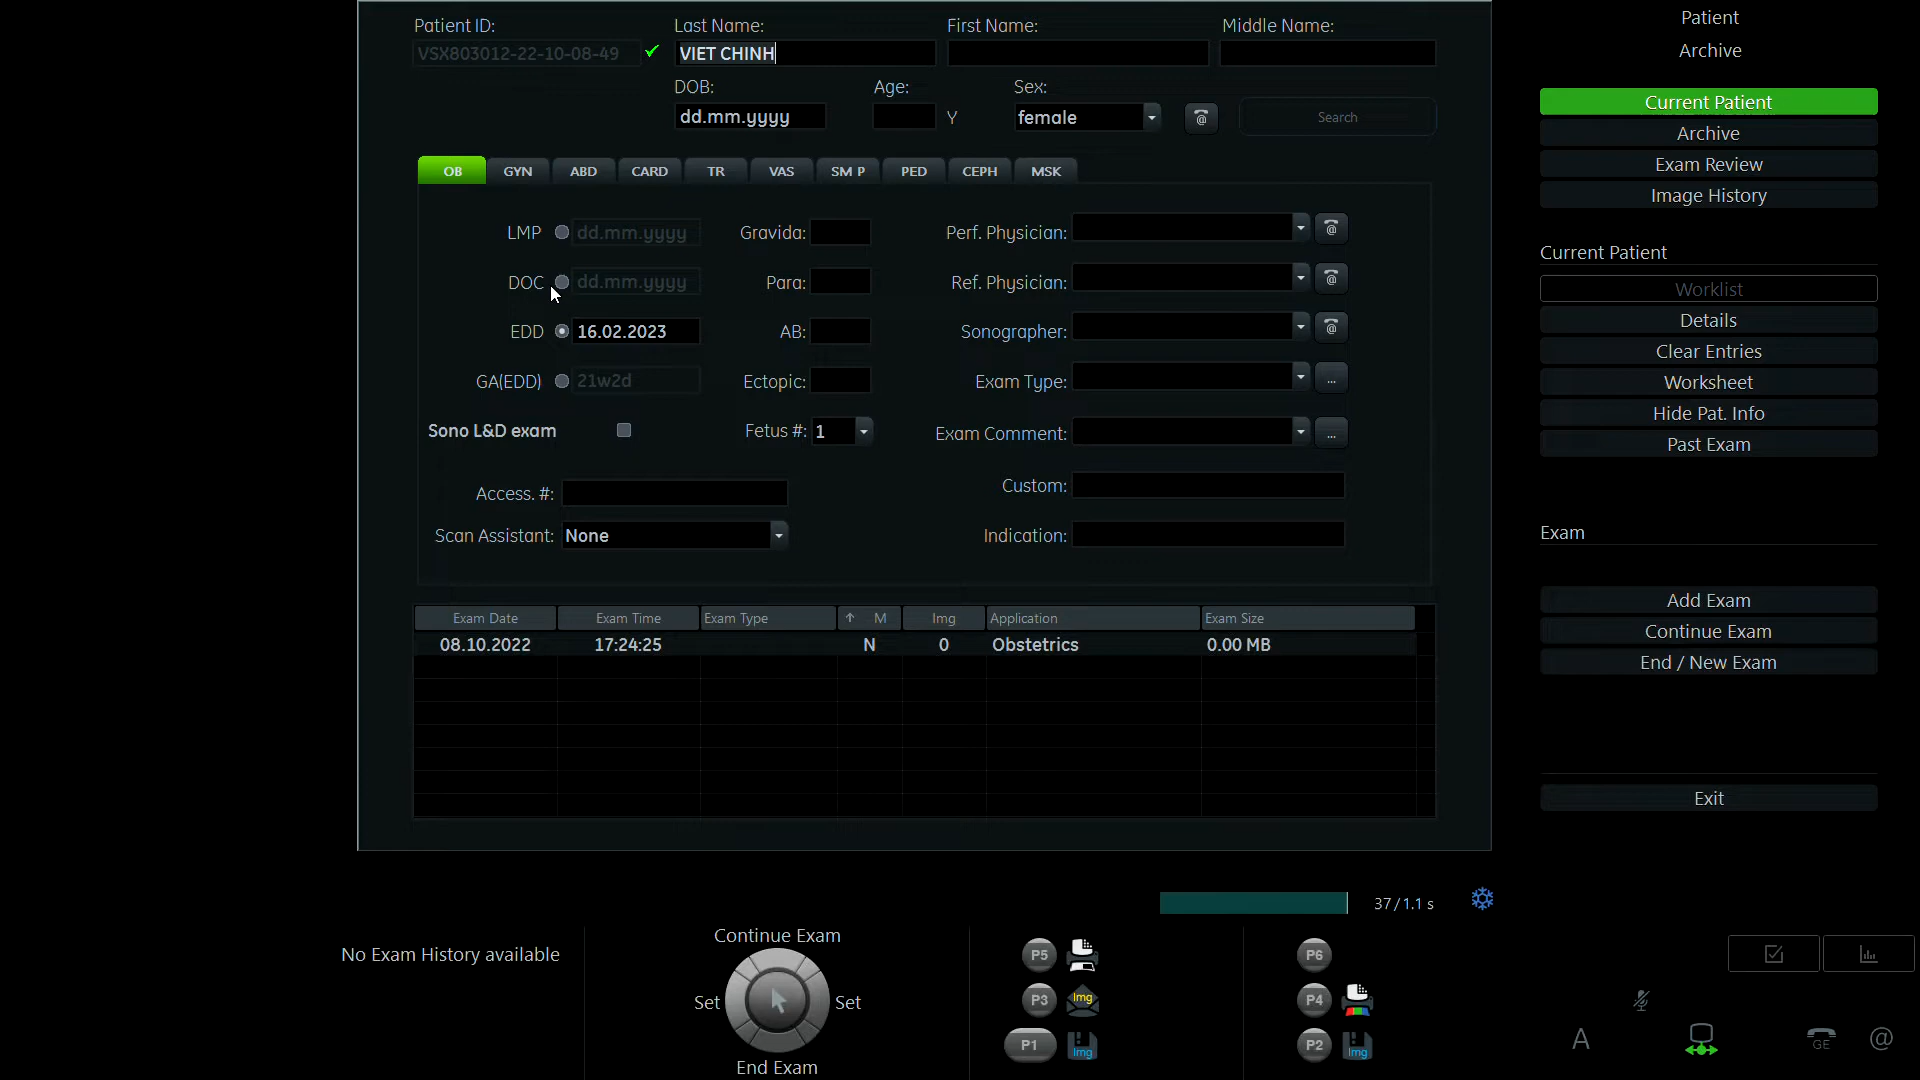 Patient ID: Last Name: First Name: Middle Name:
VSX803012-22-10-08-49 VIET CHINH
DOB: Age: Sex:
dd.mm.yyyy Y female @ Search
OB GYN ABD CARD TR VAS SM P PED CEPH MSK
LMP dd.mm.yyyy Gravida: Perf. Physician: @
DOC dd.mm.yyyy Para: Ref. Physician: @
EDD 16.02.2023 AB: Sonographer: @
GA(EDD) 21w2d Ectopic: Exam Type: ...
Sono L&D exam Fetus #: 1 Exam Comment: ...
Access. #: Custom:
Scan Assistant: None Indication:
Exam Date Exam Time Exam Type ↑ M Img Application Exam Size
08.10.2022 17:24:25 N 0 Obstetrics 0.00 MB
37/1.1 s
No Exam History available
Continue Exam
Set Set
End Exam
P5 P6
P3 Img P4
P1 Img P2 Img
Patient
Archive
Current Patient
Archive
Exam Review
Image History
Current Patient
Worklist
Details
Clear Entries
Worksheet
Hide Pat. Info
Past Exam
Exam
Add Exam
Continue Exam
End / New Exam
Exit
A GE @